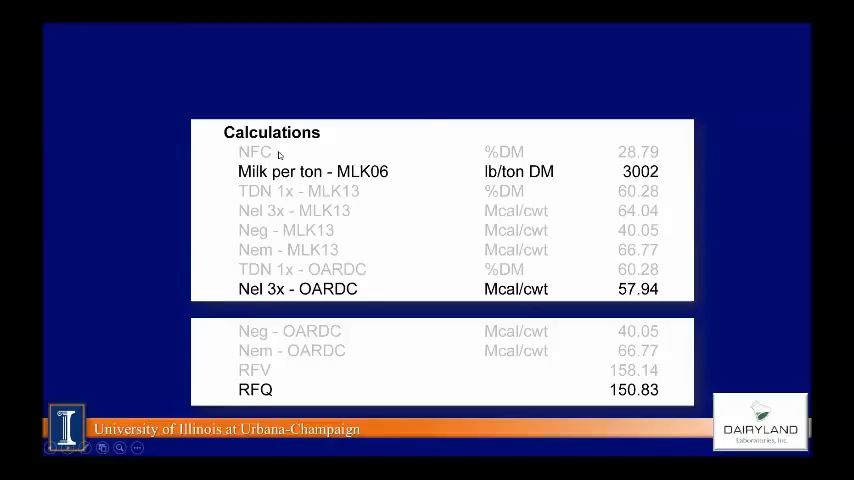 Calculations
NFC %DM 28.79
Milk per ton - MLK06 lb/ton DM 3002
TDN 1x - MLK13 %DM 60.28
Nel 3x - MLK13 Mcal/cwt 64.04
Neg - MLK13 Mcal/cwt 40.05
Nem - MLK13 Mcal/cwt 66.77
TDN 1x - OARDC %DM 60.28
Nel 3x - OARDC Mcal/cwt 57.94
Neg - OARDC Mcal/cwt 40.05
Nem - OARDC Mcal/cwt 66.77
RFV 158.14
RFQ 150.83
I University of Illinois at Urbana-Champaign
DAIRYLAND
Laboratories, Inc.